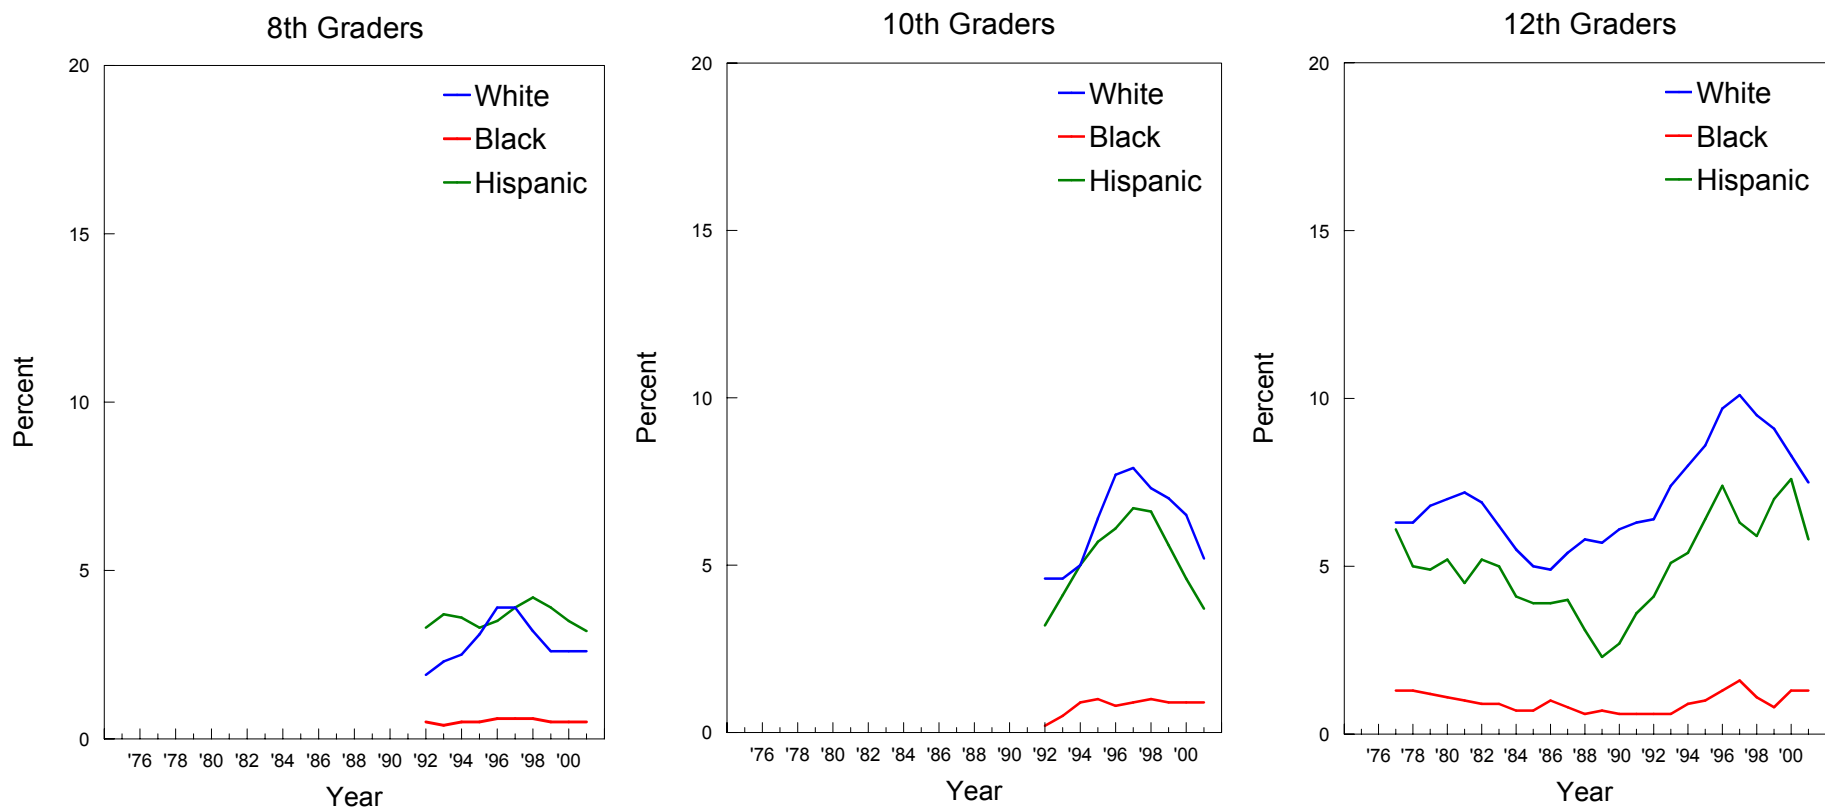 8th Graders
20
15
10
5
0
Percent
White
Black
Hispanic
'76 '78 '80 '82 '84 '86 '88 '90 '92 '94 '96 '98 '00
Year
10th Graders
20
15
10
5
0
Percent
White
Black
Hispanic
'76 '78 '80 '82 '84 '86 '88 '90 '92 '94 '96 '98 '00
Year
12th Graders
20
15
10
5
0
Percent
White
Black
Hispanic
'76 '78 '80 '82 '84 '86 '88 '90 '92 '94 '96 '98 '00
Year